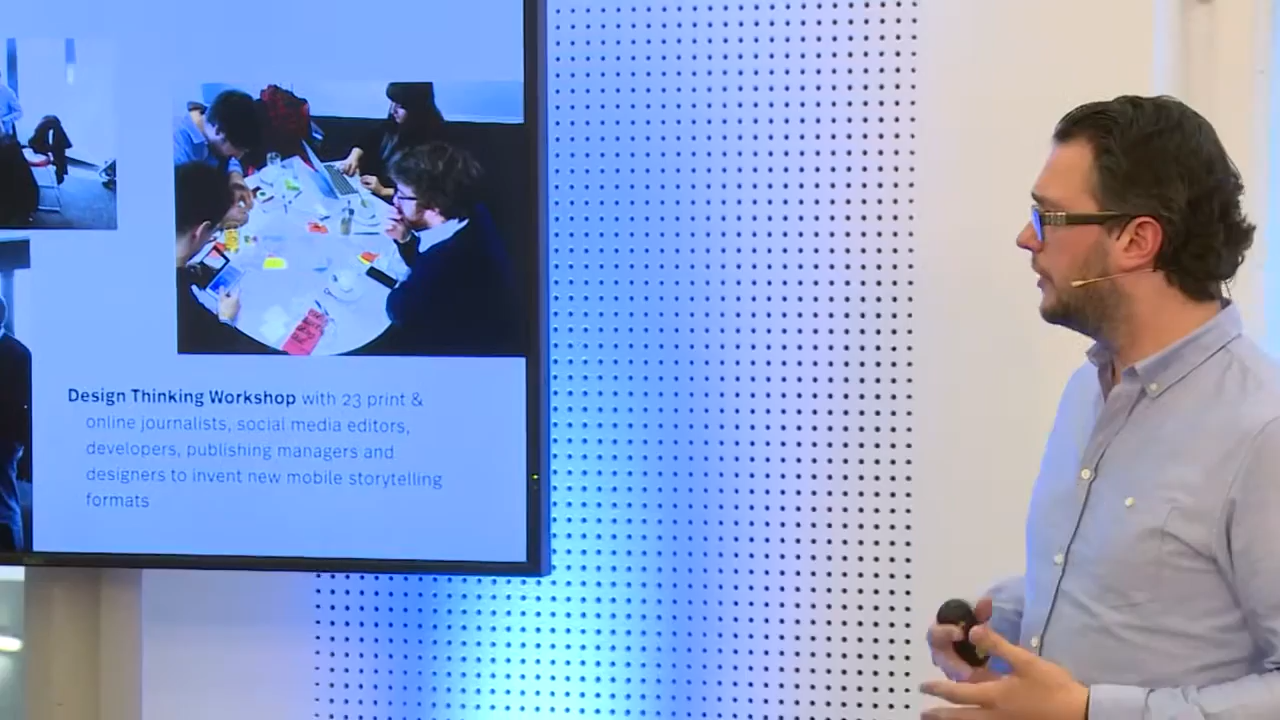 Design Thinking Workshop with 23 print &
online journalists, social media editors,
developers, publishing managers and
designers to invent new mobile storytelling
formats